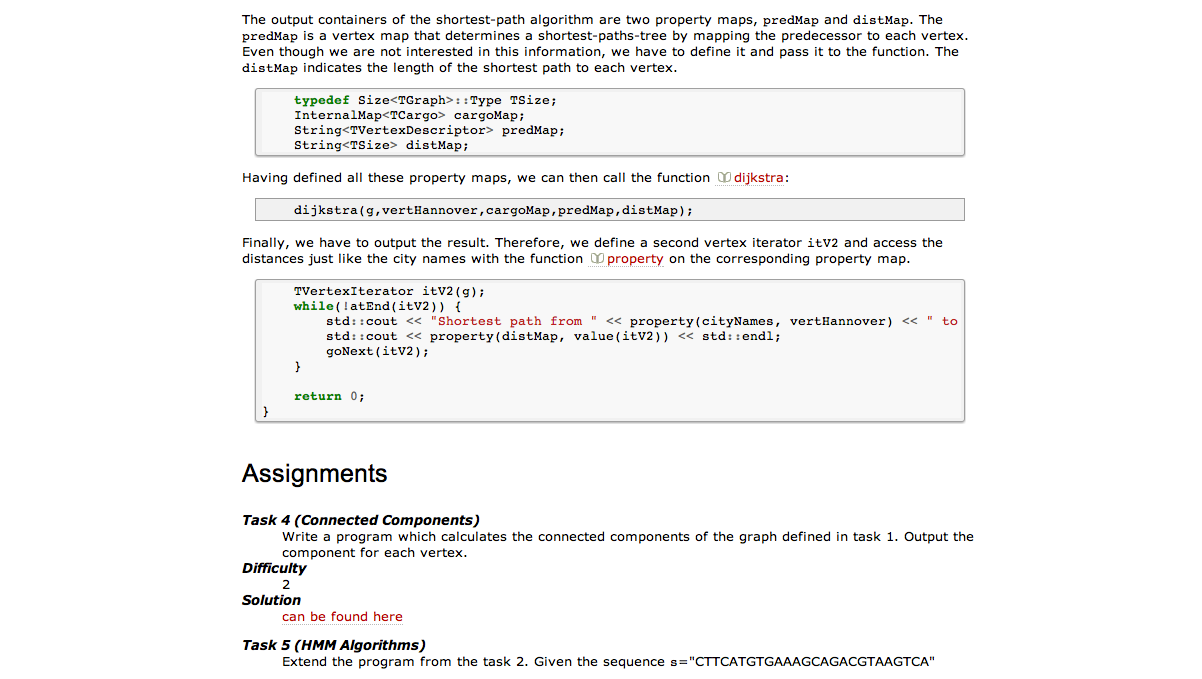 The output containers of the shortest-path algorithm are two property maps, predMap and distMap. The
predMap is a vertex map that determines a shortest-paths-tree by mapping the predecessor to each vertex.
Even though we are not interested in this information, we have to define it and pass it to the function. The
distMap indicates the length of the shortest path to each vertex.
typedef Size<TGraph>::Type TSize;
InternalMap<TCargo> cargoMap;
String<TVertexDescriptor> predMap;
String<TSize> distMap;
Having defined all these property maps, we can then call the function dijkstra:
dijkstra(g,vertHannover,cargoMap,predMap,distMap);
Finally, we have to output the result. Therefore, we define a second vertex iterator itV2 and access the
distances just like the city names with the function property on the corresponding property map.
TVertexIterator itV2(g);
while(!atEnd(itV2)) {
std::cout << "Shortest path from " << property(cityNames, vertHannover) << " to
std::cout << property(distMap, value(itV2)) << std::endl;
goNext(itV2);
}
return 0;
}
Assignments
Task 4 (Connected Components)
Write a program which calculates the connected components of the graph defined in task 1. Output the
component for each vertex.
Difficulty
2
Solution
can be found here
Task 5 (HMM Algorithms)
Extend the program from the task 2. Given the sequence s="CTTCATGTGAAAGCAGACGTAAGTCA"